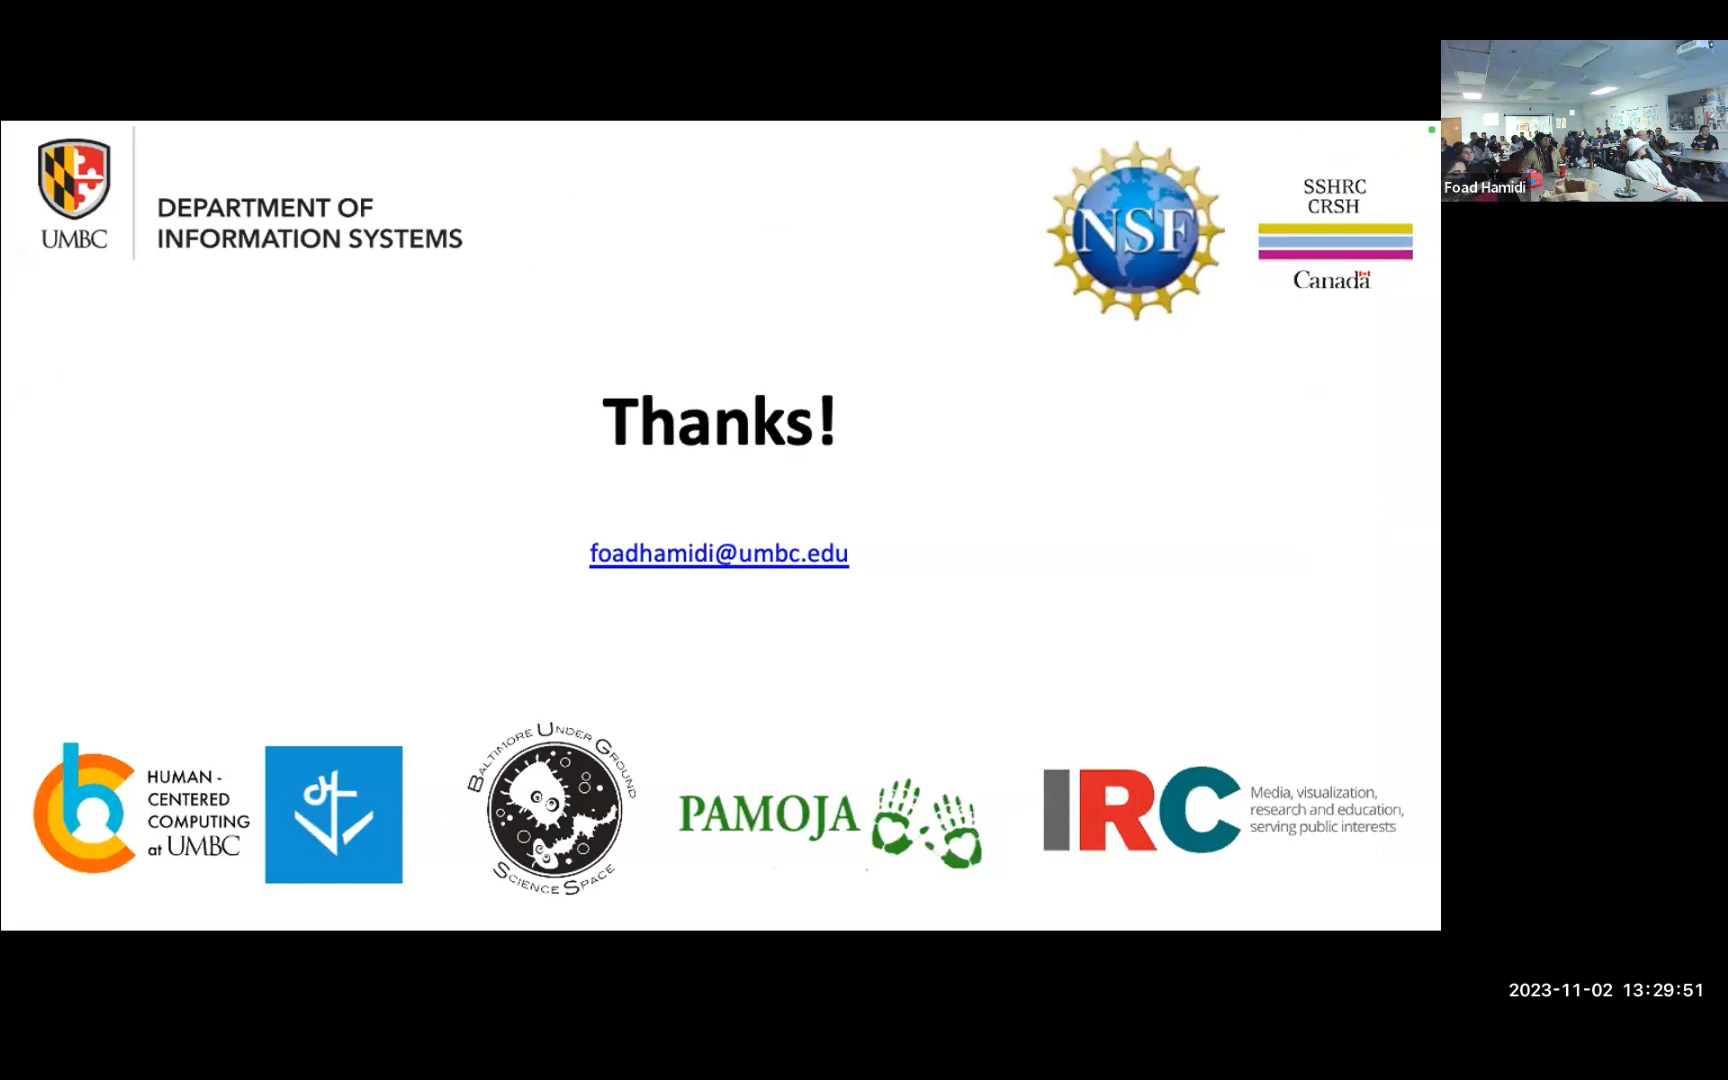 UMBC
DEPARTMENT OF
INFORMATION SYSTEMS
NSF
SSHRC
CRSH
Canada
Foad Hamidi
Thanks!
foadhamidi@umbc.edu
HUMAN -
CENTERED
COMPUTING
at UMBC
BALTIMORE UNDER GROUND
SCIENCE SPACE
PAMOJA
IRC
Media, visualization,
research and education,
serving public interests
2023-11-02 13:29:51